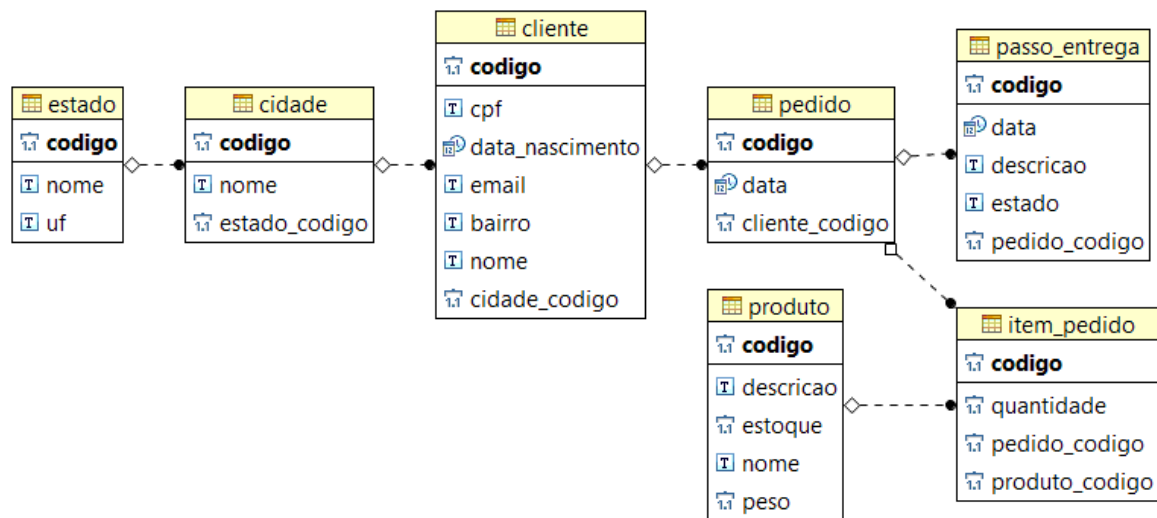 estado
codigo
nome
uf
cidade
codigo
nome
estado_codigo
cliente
codigo
cpf
data_nascimento
email
bairro
nome
cidade_codigo
pedido
codigo
data
cliente_codigo
passo_entrega
codigo
data
descricao
estado
pedido_codigo
produto
codigo
descricao
estoque
nome
peso
item_pedido
codigo
quantidade
pedido_codigo
produto_codigo